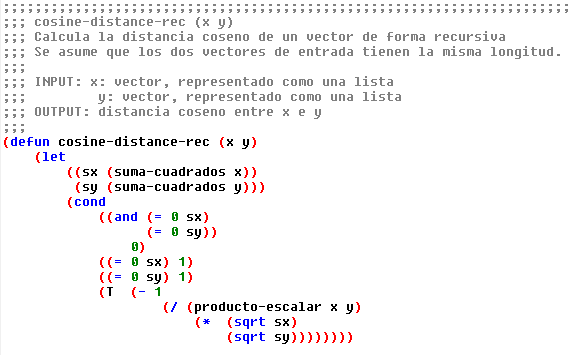 ;;;;;;;;;;;;;;;;;;;;;;;;;;;;;;;;;;;;;;;;;;;;;;;;;;;;;;;;;;;;;;;;;;;;;;;
;;; cosine-distance-rec (x y)
;;; Calcula la distancia coseno de un vector de forma recursiva
;;; Se asume que los dos vectores de entrada tienen la misma longitud.
;;;
;;; INPUT: x: vector, representado como una lista
;;;         y: vector, representado como una lista
;;; OUTPUT: distancia coseno entre x e y
;;;
(defun cosine-distance-rec (x y)
    (let
        ((sx (suma-cuadrados x))
         (sy (suma-cuadrados y)))
        (cond
            ((and (= 0 sx)
                  (= 0 sy))
                0)
            ((= 0 sx) 1)
            ((= 0 sy) 1)
            (T  (- 1
                    (/ (producto-escalar x y)
                        (*  (sqrt sx)
                            (sqrt sy))))))))